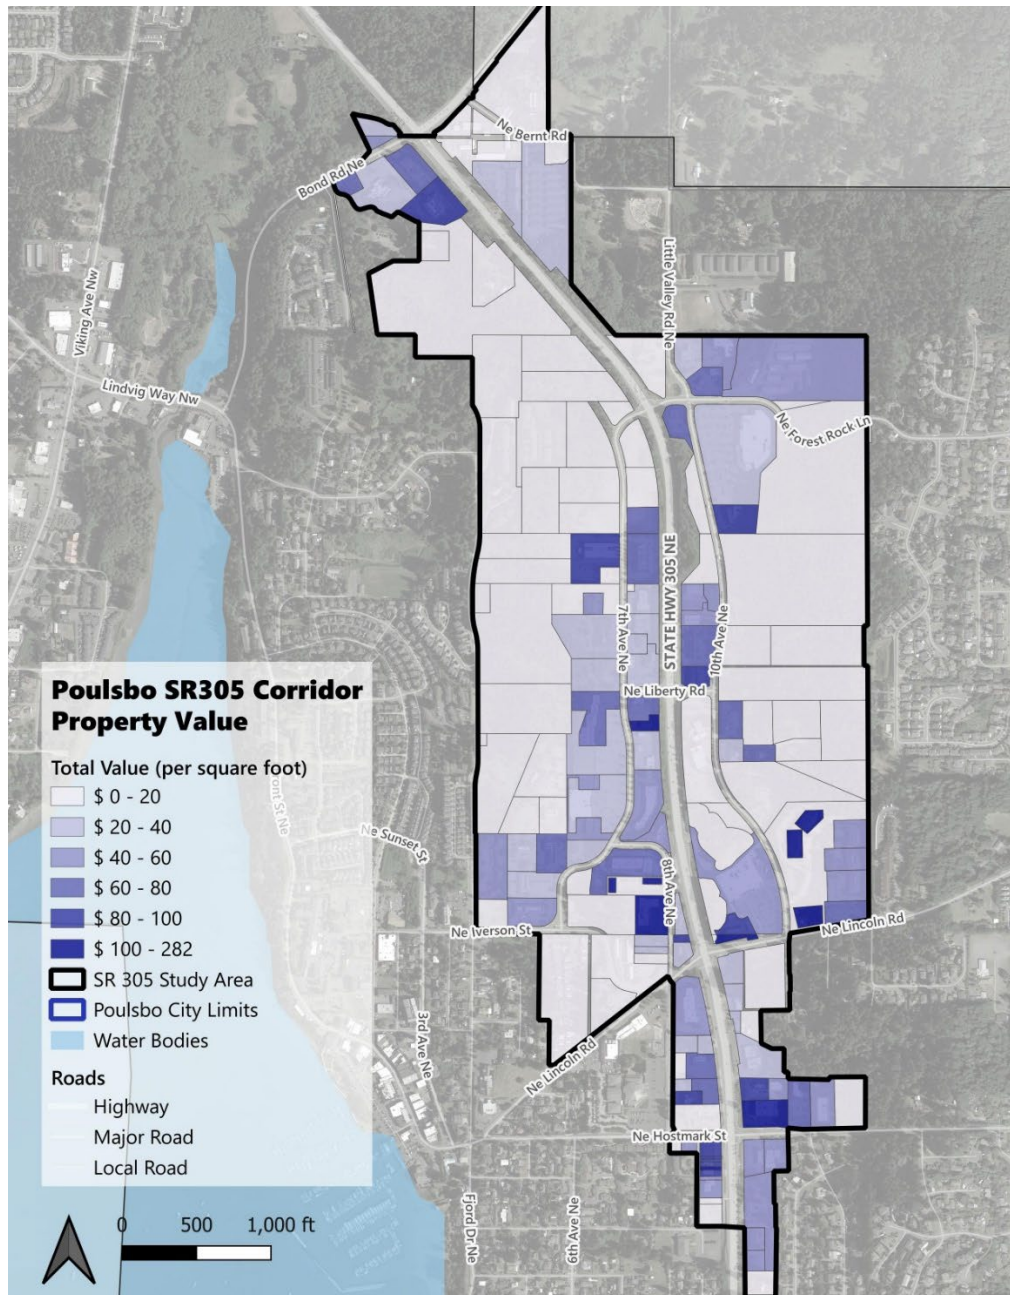 Ne Bernt Rd
Bond Rd Ne
Little Valley Rd Ne
Viking Ave Nw
Lindvig Way Nw
Ne Forest Rock Ln
STATE HWY 305 NE
7th Ave Ne
10th Ave Ne
Ne Liberty Rd
Poulsbo SR305 Corridor
Property Value
Total Value (per square foot)
$ 0 - 20
$ 20 - 40
$ 40 - 60
$ 60 - 80
$ 80 - 100
$ 100 - 282
SR 305 Study Area
Poulsbo City Limits
Water Bodies
Roads
Highway
Major Road
Local Road
Front St Ne
Ne Sunset St
8th Ave Ne
Ne Iverson St
Ne Lincoln Rd
3rd Ave Ne
Ne Lincoln Rd
Ne Hostmark St
Fjord Dr Ne
6th Ave Ne
0 500 1,000 ft